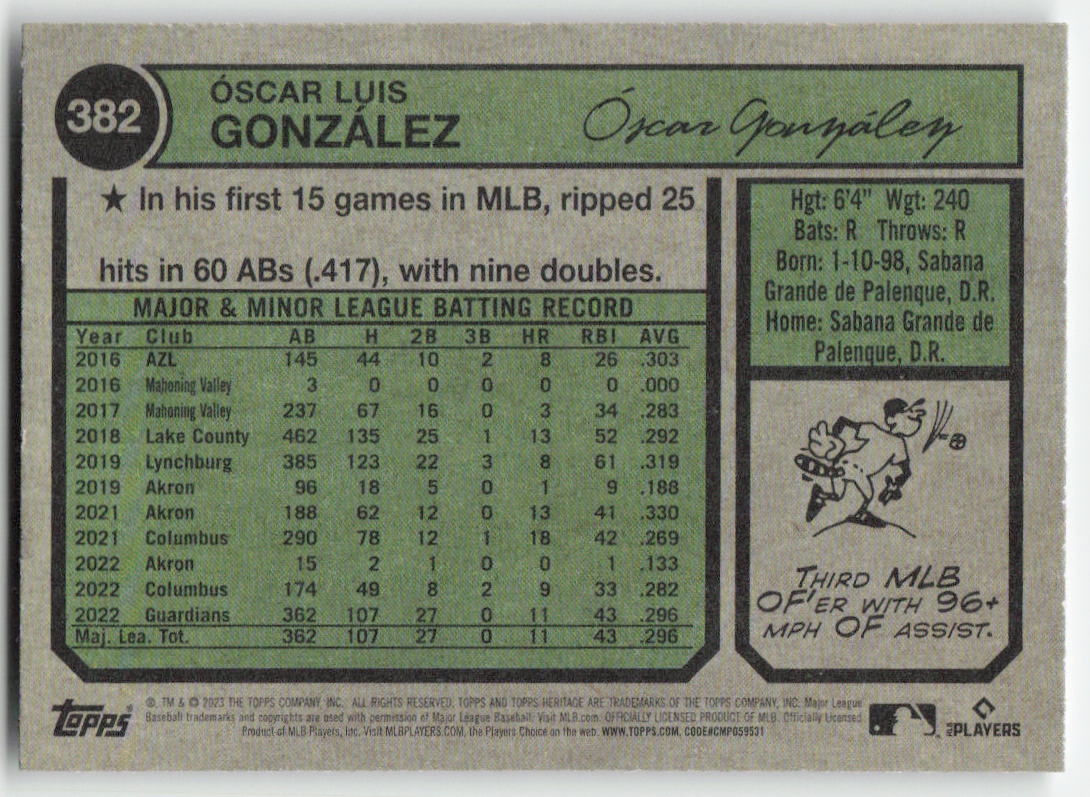 382
ÓSCAR LUIS
GONZÁLEZ
Óscar González
★ In his first 15 games in MLB, ripped 25
hits in 60 ABs (.417), with nine doubles.
MAJOR & MINOR LEAGUE BATTING RECORD
Year Club AB H 2B 3B HR RBI AVG
2016 AZL 145 44 10 2 8 26 .303
2016 Mahoning Valley 3 0 0 0 0 0 .000
2017 Mahoning Valley 237 67 16 0 3 34 .283
2018 Lake County 462 135 25 1 13 52 .292
2019 Lynchburg 385 123 22 3 8 61 .319
2019 Akron 96 18 5 0 1 9 .188
2021 Akron 188 62 12 0 13 41 .330
2021 Columbus 290 78 12 1 18 42 .269
2022 Akron 15 2 1 0 0 1 .133
2022 Columbus 174 49 8 2 9 33 .282
2022 Guardians 362 107 27 0 11 43 .296
Maj. Lea. Tot. 362 107 27 0 11 43 .296
Hgt: 6'4" Wgt: 240
Bats: R Throws: R
Born: 1-10-98, Sabana
Grande de Palenque, D.R.
Home: Sabana Grande de
Palenque, D.R.
THIRD MLB
OF'ER WITH 96+
MPH OF ASSIST.
Topps®
®, TM & © 2023 THE TOPPS COMPANY, INC. ALL RIGHTS RESERVED. TOPPS AND TOPPS HERITAGE ARE TRADEMARKS OF THE TOPPS COMPANY, INC. Major League
Baseball trademarks and copyrights are used with permission of Major League Baseball. Visit MLB.com. OFFICIALLY LICENSED PRODUCT OF MLB. Officially Licensed
Product of MLB Players, Inc. Visit MLBPLAYERS.COM, the Players Choice on the web. WWW.TOPPS.COM. CODE#CMP059531
MLB PLAYERS